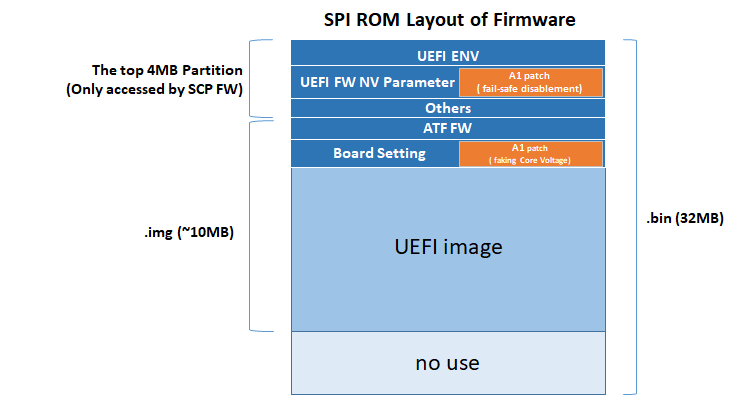 SPI ROM Layout of Firmware
UEFI ENV
The top 4MB Partition
(Only accessed by SCP FW)
UEFI FW NV Parameter
A1 patch
( fail-safe disablement)
Others
ATF FW
Board Setting
A1 patch
( faking Core Voltage)
.img (~10MB)
UEFI image
.bin (32MB)
no use